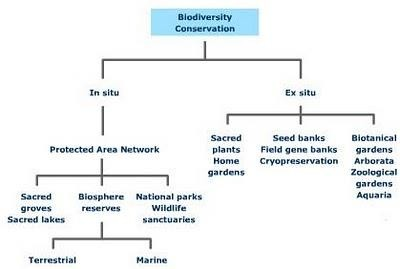 Biodiversity
Conservation
In situ
Ex situ
Protected Area Network
Sacred
plants
Home
gardens
Seed banks
Field gene banks
Cryopreservation
Biotanical
gardens
Arborata
Zoological
gardens
Aquaria
Sacred
groves
Sacred lakes
Biosphere
reserves
National parks
Wildlife
sanctuaries
Terrestrial
Marine